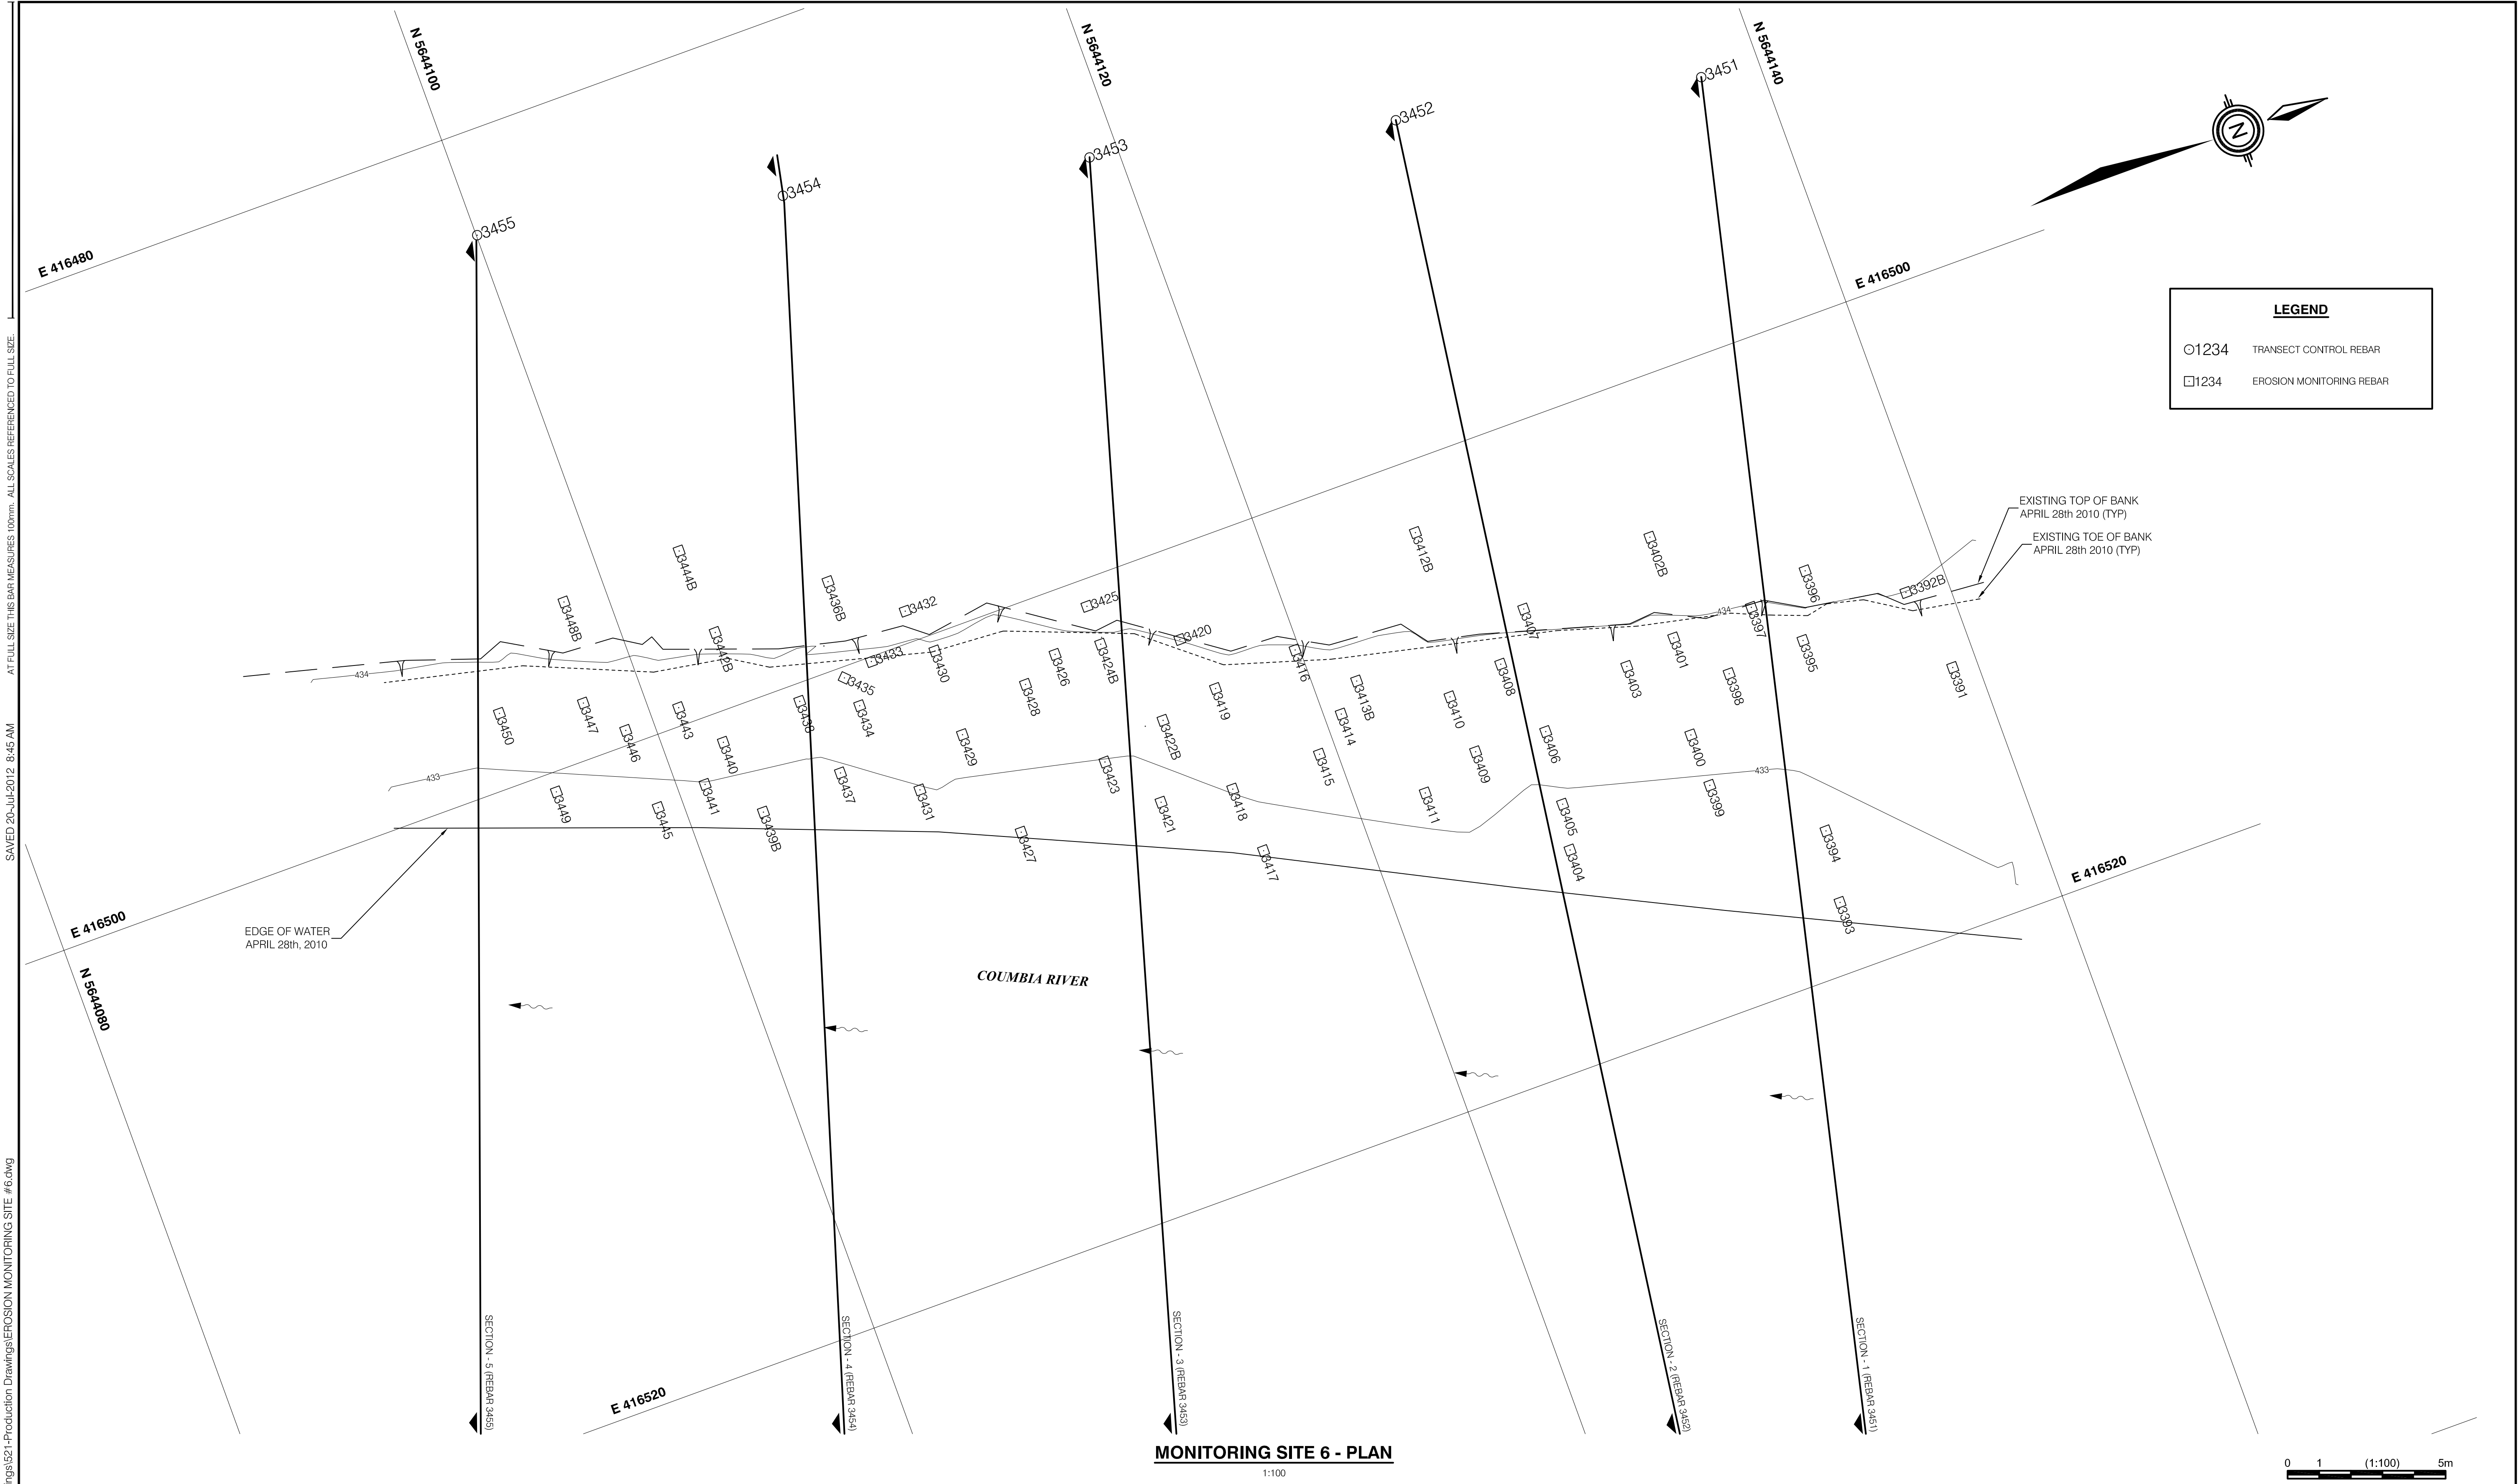 N 5644100
N 5644120
N 5644140
3451
3452
3453
3454
3455
E 416480
E 416500
N
LEGEND
1234 TRANSECT CONTROL REBAR
1234 EROSION MONITORING REBAR
EXISTING TOP OF BANK
APRIL 28th 2010 (TYP)
EXISTING TOE OF BANK
APRIL 28th 2010 (TYP)
3412B
3402B
3444B
3396
3392B
3436B
3448B
3432
3425
3407
434
3397
3442B
3420
3401
3395
3433
3430
3426
3424B
3416
3408
3403
3398
3391
434
3435
3428
3419
3413B
3410
3450
3447
3443
3438
3434
3422B
3414
3446
3440
3429
3415
3409
3406
3400
433
3423
433
3437
3441
3431
3449
3445
3439B
3421
3418
3411
3405
3399
3427
3417
3404
3394
E 416520
3393
E 416500
EDGE OF WATER
APRIL 28th, 2010
N 5644080
COUMBIA RIVER
SECTION - 5 (REBAR 3455)
SECTION - 4 (REBAR 3454)
SECTION - 3 (REBAR 3453)
SECTION - 2 (REBAR 3452)
SECTION - 1 (REBAR 3451)
E 416520
MONITORING SITE 6 - PLAN
1:100
0 1 (1:100) 5m
AT FULL SIZE THIS BAR MEASURES 100mm. ALL SCALES REFERENCED TO FULL SIZE.
SAVED 20-Jul-2012 8:45 AM
ngs\521-Production Drawings\EROSION MONITORING SITE #6.dwg